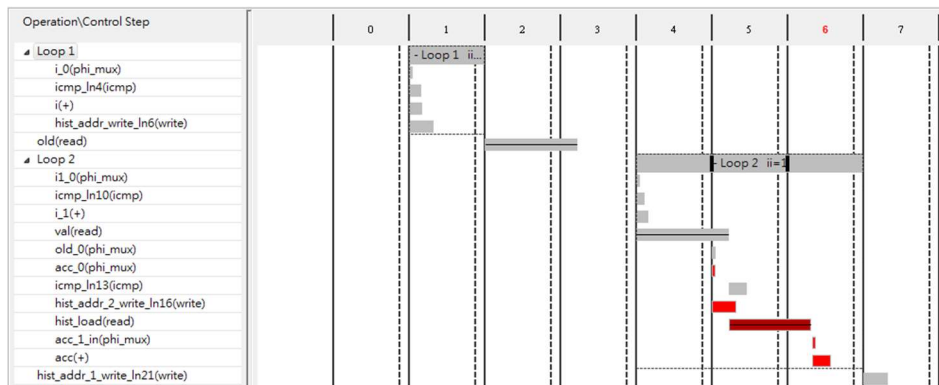 Operation\Control Step
0 1 2 3 4 5 6 7
Loop 1
- Loop 1 ii...
i_0(phi_mux)
icmp_ln4(icmp)
i(+)
hist_addr_write_ln6(write)
old(read)
Loop 2
- Loop 2 ii=1
i1_0(phi_mux)
icmp_ln10(icmp)
i_1(+)
val(read)
old_0(phi_mux)
acc_0(phi_mux)
icmp_ln13(icmp)
hist_addr_2_write_ln16(write)
hist_load(read)
acc_1_in(phi_mux)
acc(+)
hist_addr_1_write_ln21(write)